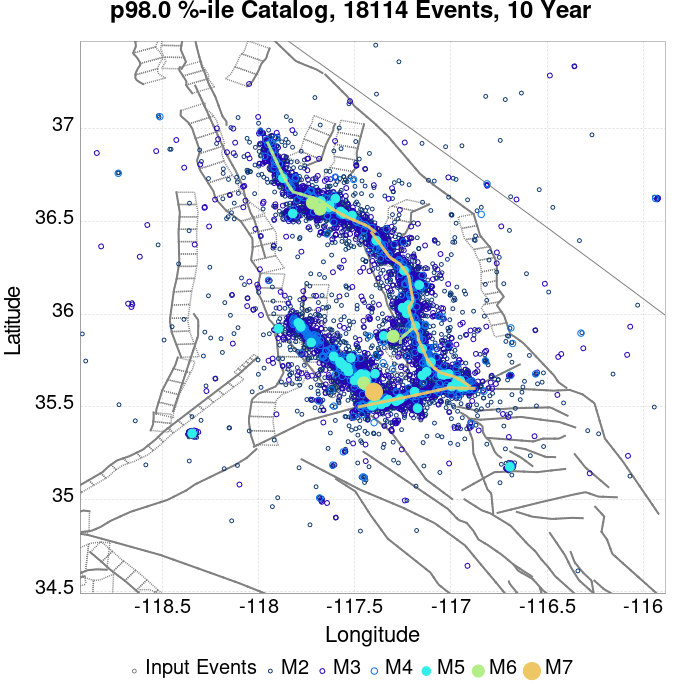 p98.0 %-ile Catalog, 18114 Events, 10 Year
37
36.5
36
35.5
35
34.5
Latitude
-118.5 -118 -117.5 -117 -116.5 -116
Longitude
Input Events M2 M3 M4 M5 M6 M7